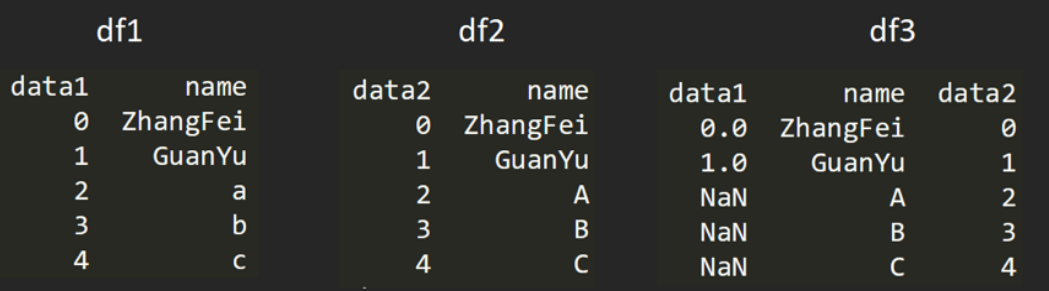 df1
data1 name
0 ZhangFei
1 GuanYu
2 a
3 b
4 c
df2
data2 name
0 ZhangFei
1 GuanYu
2 A
3 B
4 C
df3
data1 name data2
0.0 ZhangFei 0
1.0 GuanYu 1
NaN A 2
NaN B 3
NaN C 4